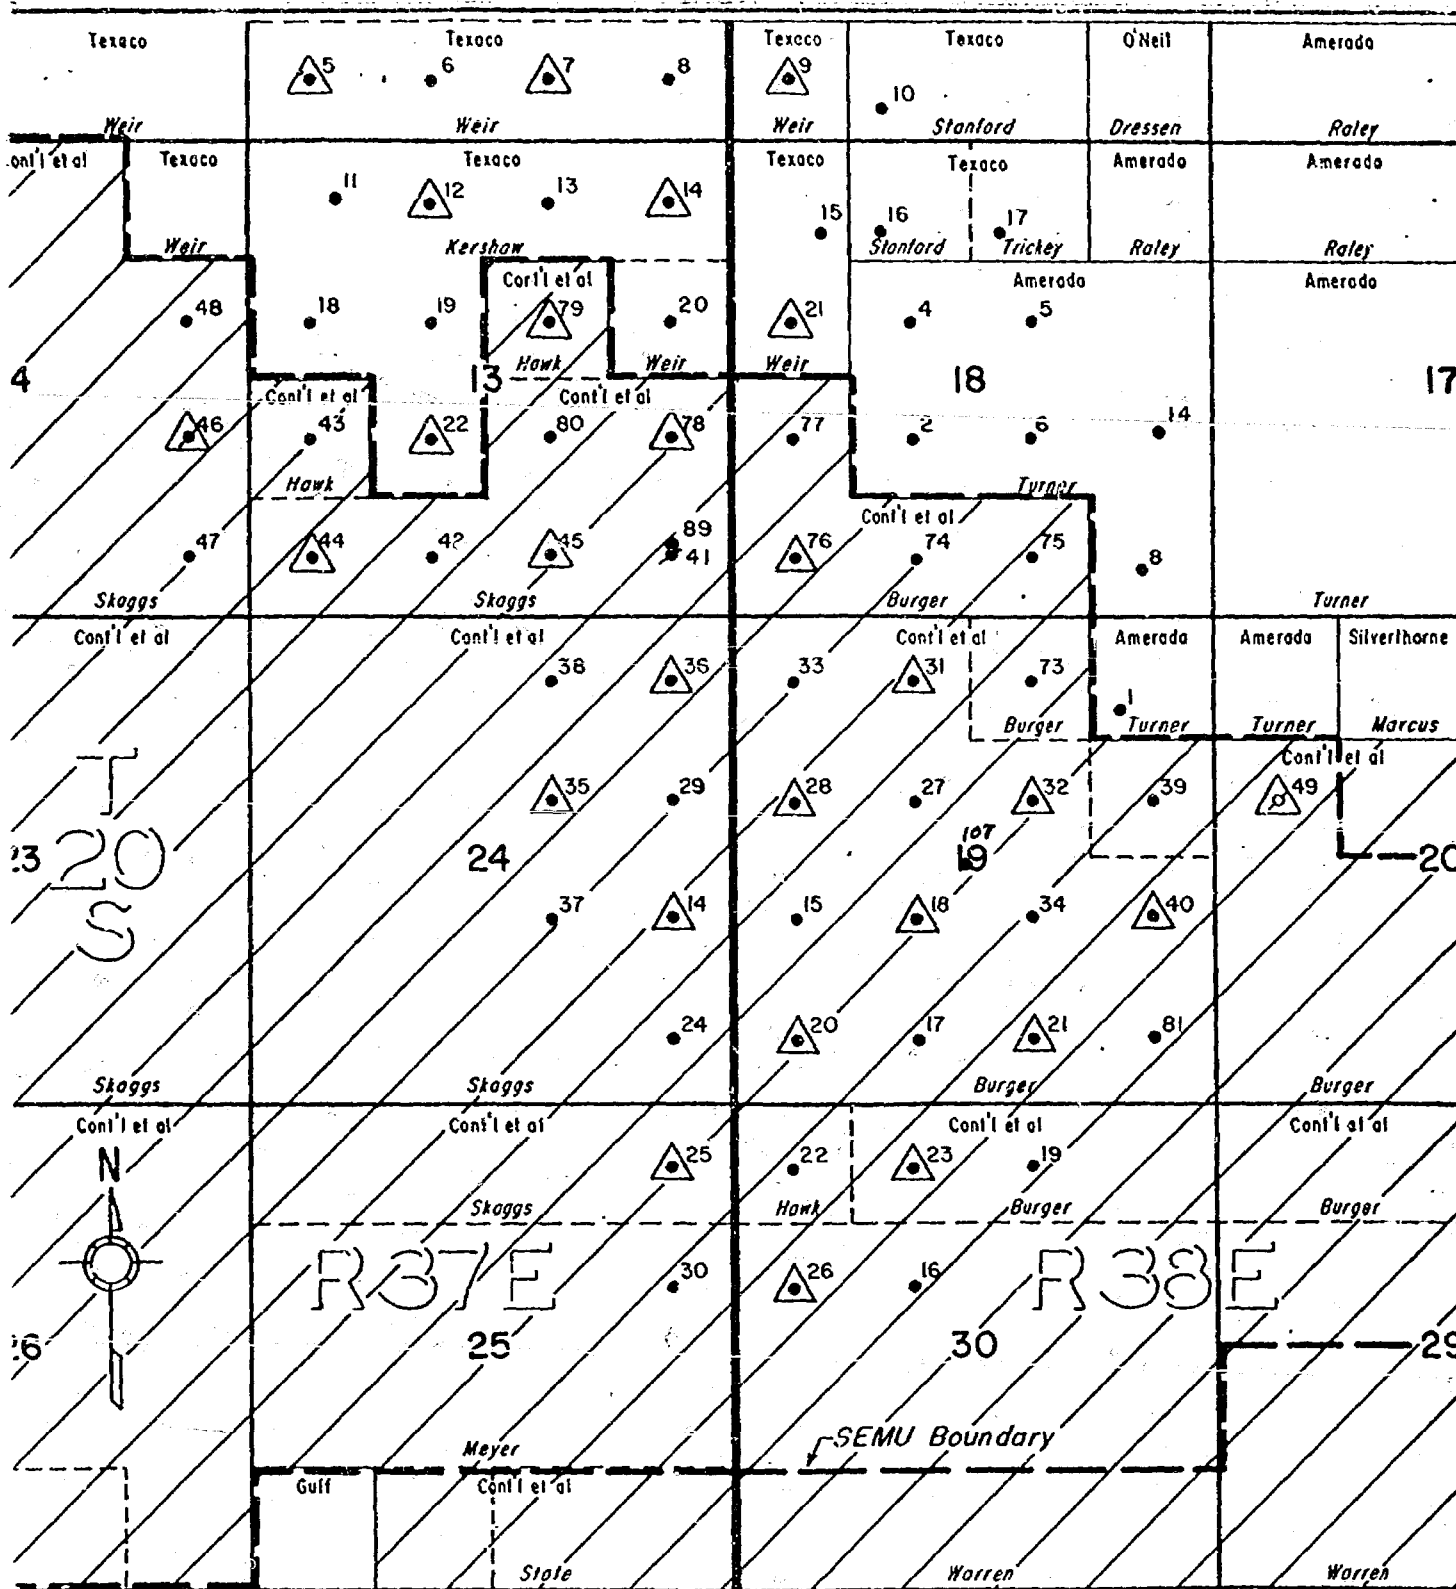 Texaco Texaco Texaco Texaco O'Neil Amerada
5 6 7 8 9
10
Weir Weir Weir Stanford Dressen Raley
ont'l et al Texaco Texaco Texaco Texaco Amerada Amerada
11 12 13 14 15 16 17
Weir Kershaw Stanford Trickey Raley Raley
Cont'l et al Amerada Amerada
48 18 19 79 20 21 4 5
Hawk Weir Weir
4 13 18 17
Cont'l et al Cont'l et al
46 43 22 80 78 77 2 6 14
Hawk Turner
Cont'l et al
89
47 44 42 45 41 76 74 75 8
Skaggs Skaggs Burger Turner
Cont'l et al Cont'l et al Cont'l et al Amerada Amerada Silverthorne
38 36 33 31 73
1
Burger Turner Turner Marcus
Cont'l et al
35 29 28 27 32 39 49
107
T
20
S
23 24 19 20
37 14 15 18 34 40
24 20 17 21 81
Skaggs Skaggs Burger Burger
Cont'l et al Cont'l et al Cont'l et al Cont'l et al
N
25 22 23 19
Skaggs Hawk Burger Burger
R 37 E R 38 E
30 26 16
26 25 30 29
Meyer SEMU Boundary
Gulf Cont'l et al
State Warren Warren